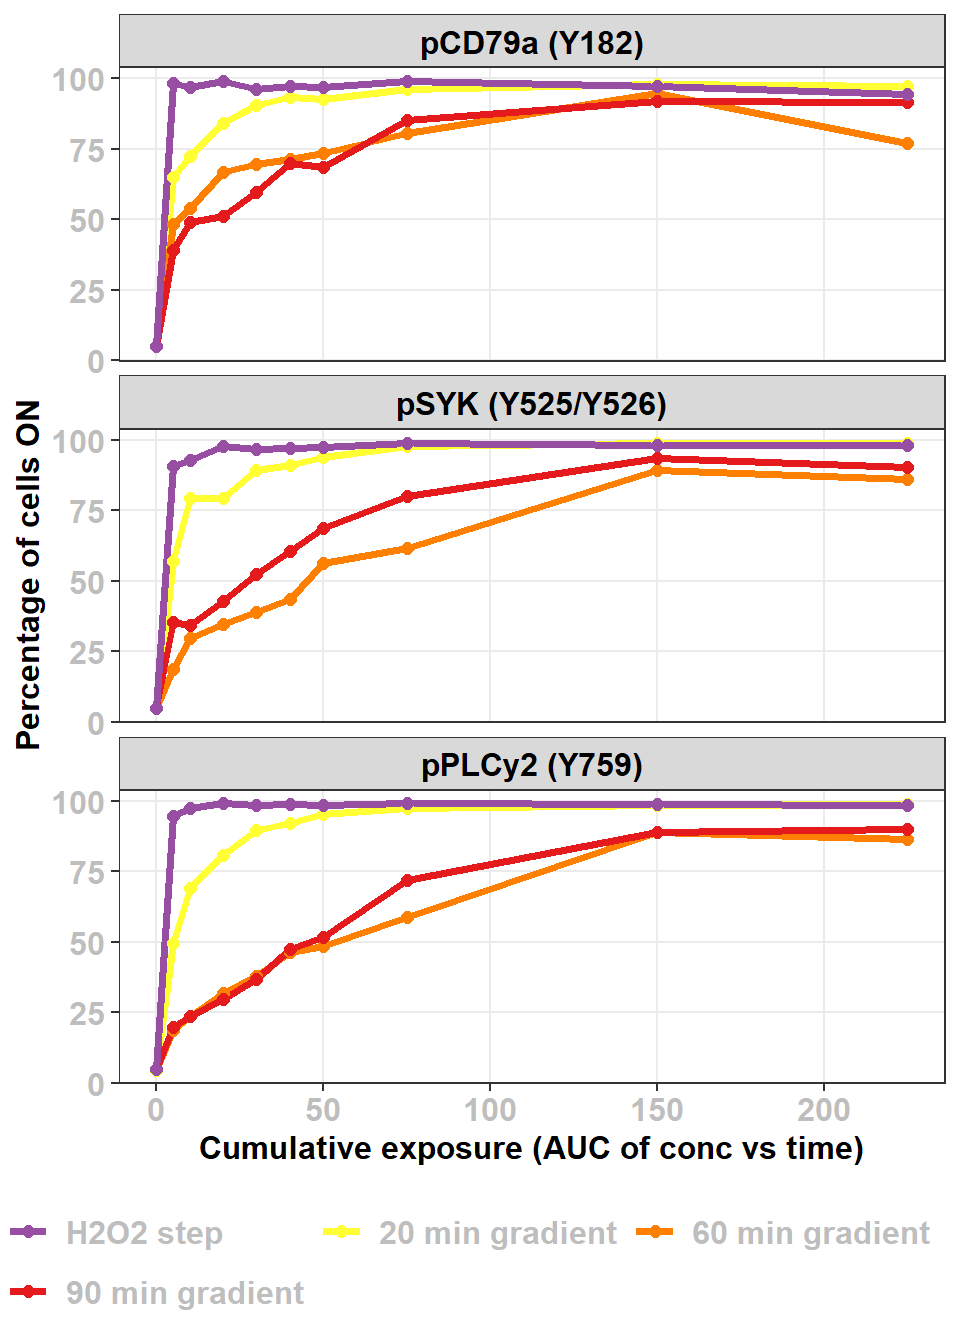 pCD79a (Y182)
100
75
50
25
0
pSYK (Y525/Y526)
100
75
50
25
0
Percentage of cells ON
pPLCy2 (Y759)
100
75
50
25
0
0 50 100 150 200
Cumulative exposure (AUC of conc vs time)
H2O2 step 20 min gradient 60 min gradient
90 min gradient